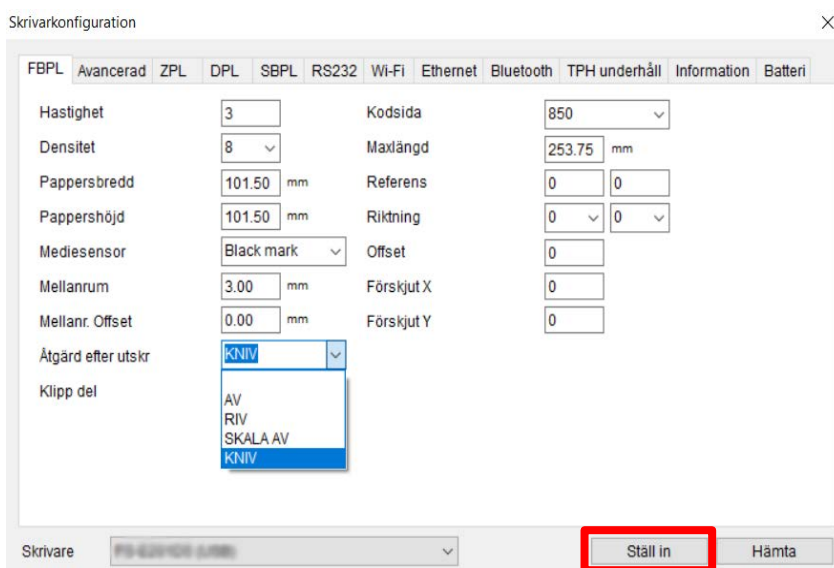 Skrivarkonfiguration
FBPL Avancerad ZPL DPL SBPL RS232 Wi-Fi Ethernet Bluetooth TPH underhåll Information Batteri
Hastighet 3 Kodsida 850
Densitet 8 Maxlängd 253.75 mm
Pappersbredd 101.50 mm Referens 0 0
Pappershöjd 101.50 mm Riktning 0 0
Mediesensor Black mark Offset 0
Mellanrum 3.00 mm Förskjut X 0
Mellanr. Offset 0.00 mm Förskjut Y 0
Åtgärd efter utskr KNIV
Klipp del
AV
RIV
SKALA AV
KNIV
Skrivare Ställ in Hämta